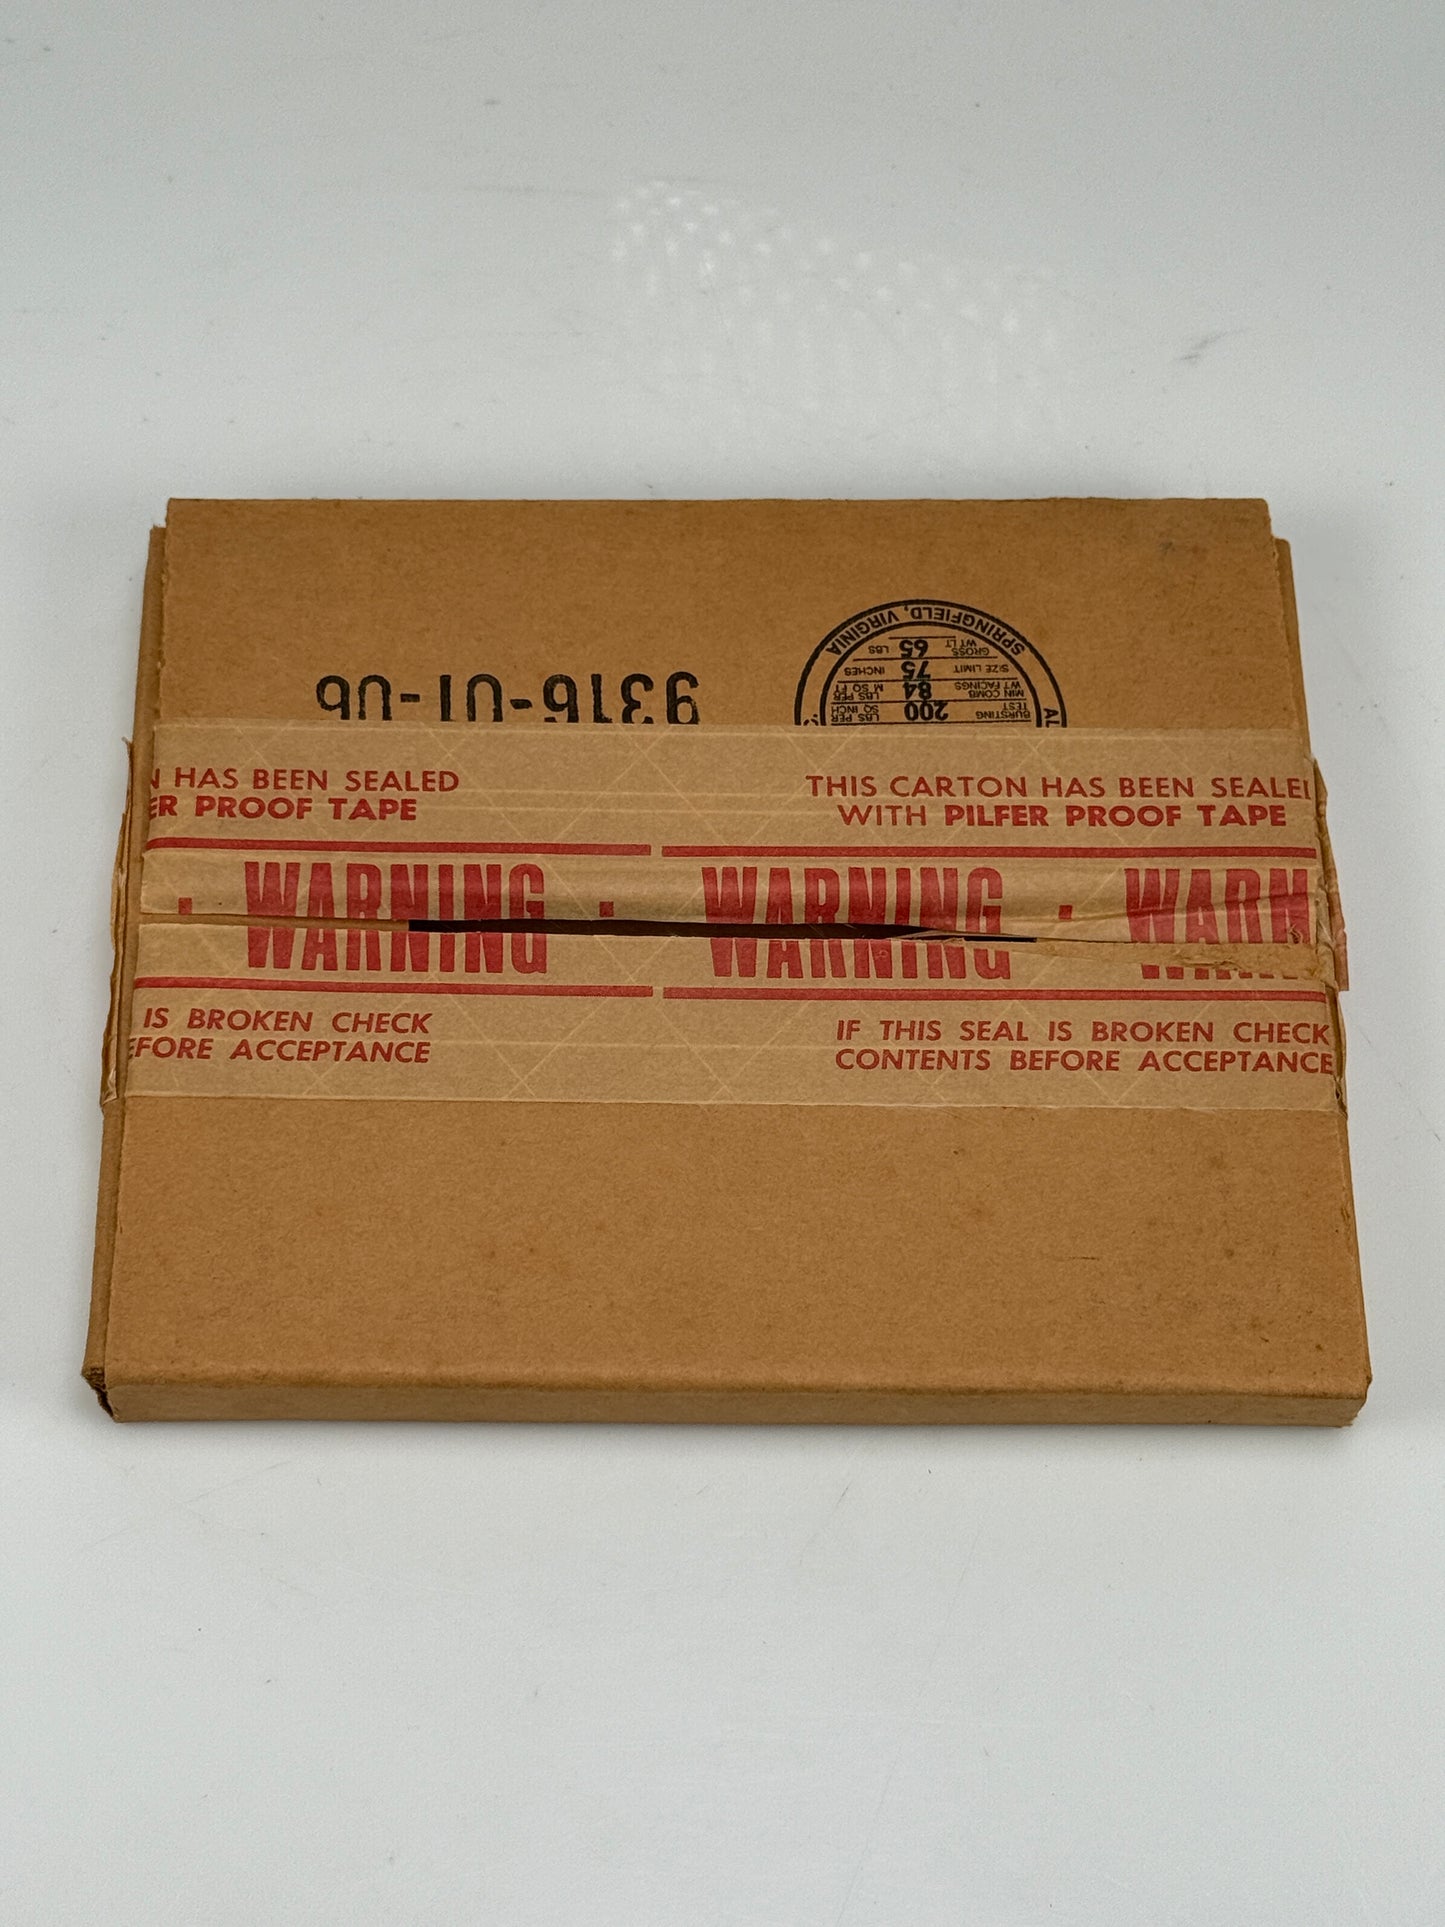 SPRINGFIELD, VIRGINIA
GROSS WT LT 65 LBS
SIZE LIMIT 75 INCHES
MIN COMB WT FACINGS 84 LBS PER M SQ FT
BURSTING TEST 200 LBS PER SQ INCH
9316-01-06
N HAS BEEN SEALED
ER PROOF TAPE
THIS CARTON HAS BEEN SEALE
WITH PILFER PROOF TAPE
WARNING · WARNING · WARN
IS BROKEN CHECK
EFORE ACCEPTANCE
IF THIS SEAL IS BROKEN CHECK
CONTENTS BEFORE ACCEPTANCE